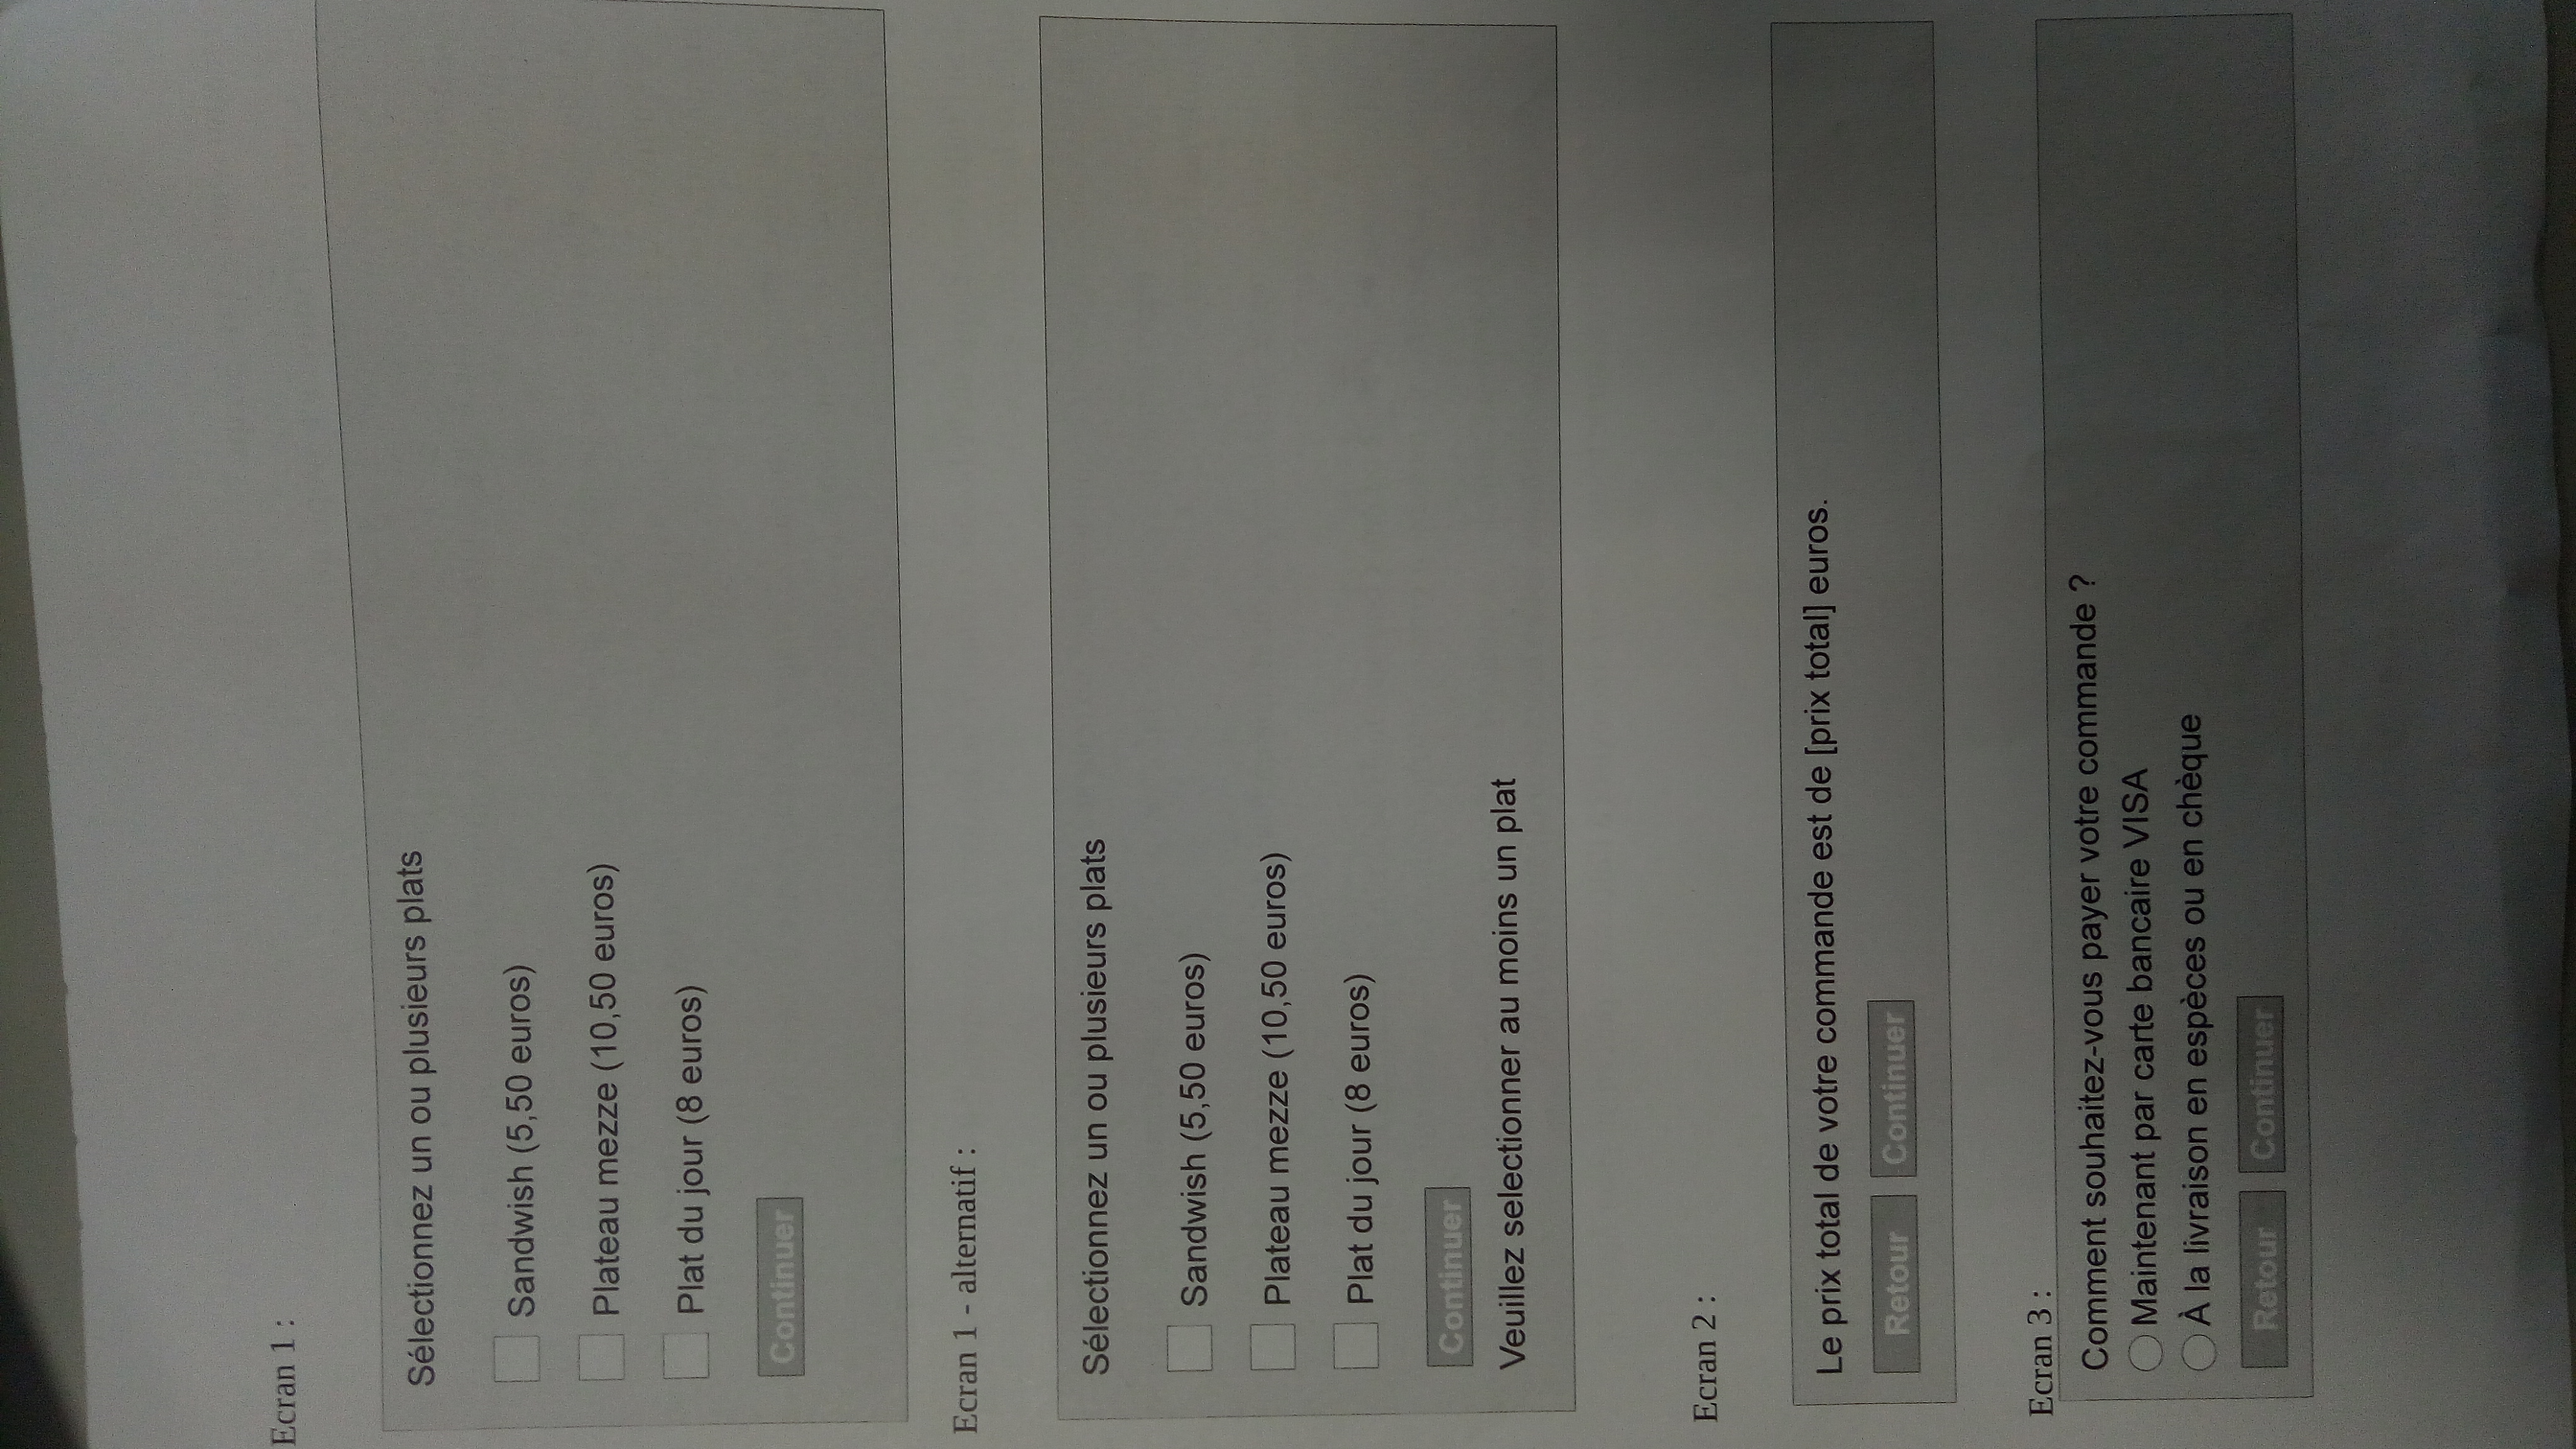 Ecran 1 :
Sélectionnez un ou plusieurs plats
Sandwish (5,50 euros)
Plateau mezze (10,50 euros)
Plat du jour (8 euros)
Continuer
Ecran 1 - alternatif :
Sélectionnez un ou plusieurs plats
Sandwish (5,50 euros)
Plateau mezze (10,50 euros)
Plat du jour (8 euros)
Continuer
Veuillez selectionner au moins un plat
Ecran 2 :
Le prix total de votre commande est de [prix total] euros.
Retour Continuer
Ecran 3 :
Comment souhaitez-vous payer votre commande ?
Maintenant par carte bancaire VISA
À la livraison en espèces ou en chèque
Retour Continuer